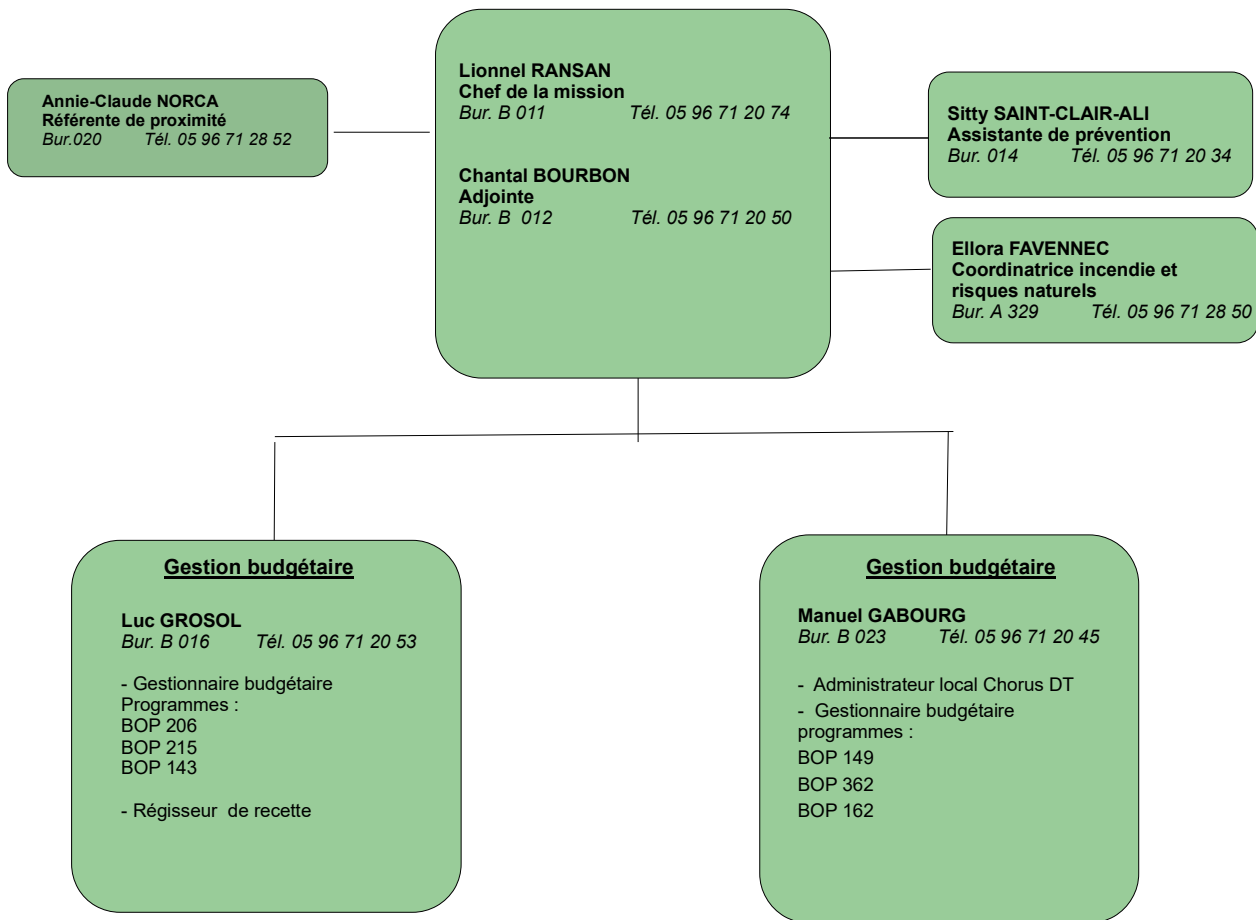 Lionnel RANSAN
Chef de la mission
Bur. B 011 Tél. 05 96 71 20 74
Chantal BOURBON
Adjointe
Bur. B 012 Tél. 05 96 71 20 50
Annie-Claude NORCA
Référente de proximité
Bur.020 Tél. 05 96 71 28 52
Sitty SAINT-CLAIR-ALI
Assistante de prévention
Bur. 014 Tél. 05 96 71 20 34
Ellora FAVENNEC
Coordinatrice incendie et
risques naturels
Bur. A 329 Tél. 05 96 71 28 50
Gestion budgétaire
Luc GROSOL
Bur. B 016 Tél. 05 96 71 20 53
- Gestionnaire budgétaire
Programmes :
BOP 206
BOP 215
BOP 143
- Régisseur de recette
Gestion budgétaire
Manuel GABOURG
Bur. B 023 Tél. 05 96 71 20 45
- Administrateur local Chorus DT
- Gestionnaire budgétaire
programmes :
BOP 149
BOP 362
BOP 162